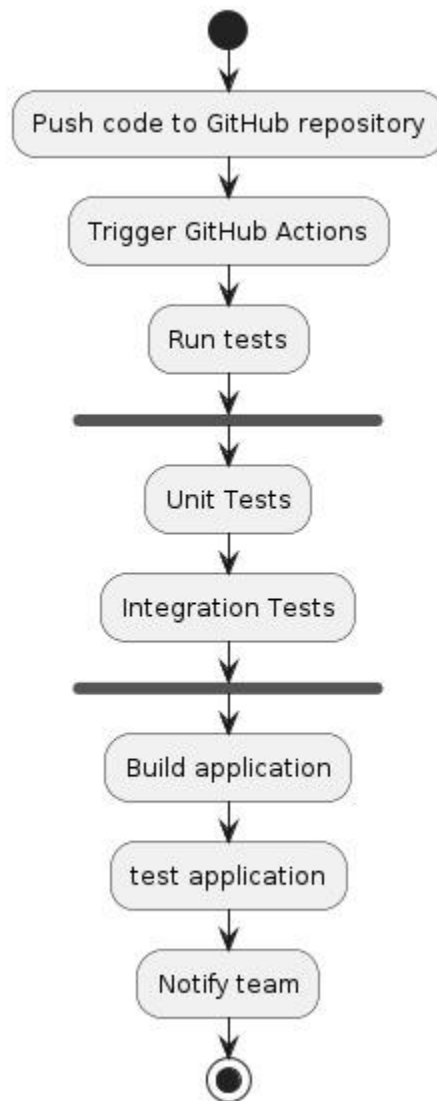 Push code to GitHub repository
Trigger GitHub Actions
Run tests
Unit Tests
Integration Tests
Build application
test application
Notify team